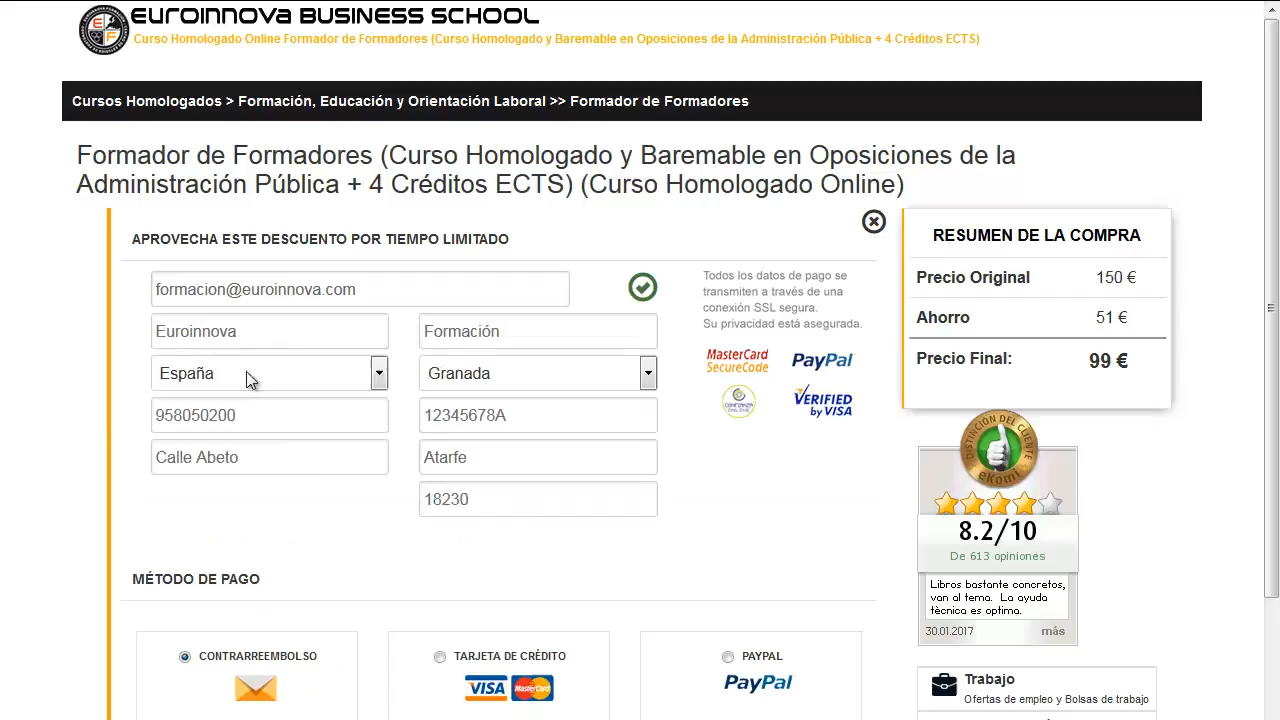 EUROINNOVA BUSINESS SCHOOL
Curso Homologado Online Formador de Formadores (Curso Homologado y Baremable en Oposiciones de la Administración Pública + 4 Créditos ECTS)
Cursos Homologados > Formación, Educación y Orientación Laboral >> Formador de Formadores
Formador de Formadores (Curso Homologado y Baremable en Oposiciones de la
Administración Pública + 4 Créditos ECTS) (Curso Homologado Online)
APROVECHA ESTE DESCUENTO POR TIEMPO LIMITADO
formacion@euroinnova.com
Euroinnova
Formación
España
Granada
958050200
12345678A
Calle Abeto
Atarfe
18230
Todos los datos de pago se
transmiten a través de una
conexión SSL segura.
Su privacidad está asegurada.
MasterCard
SecureCode
PayPal
CONFIANZA
ONLINE
VERIFIED
by VISA
RESUMEN DE LA COMPRA
Precio Original 150 €
Ahorro 51 €
Precio Final: 99 €
DISTINCIÓN DEL CLIENTE
eKomi
8.2/10
De 613 opiniones
Libros bastante concretos,
van al tema. La ayuda
tècnica es optima.
30.01.2017 más
MÉTODO DE PAGO
CONTRARREEMBOLSO
TARJETA DE CRÉDITO
VISA MasterCard
PAYPAL
PayPal
Trabajo
Ofertas de empleo y Bolsas de trabajo